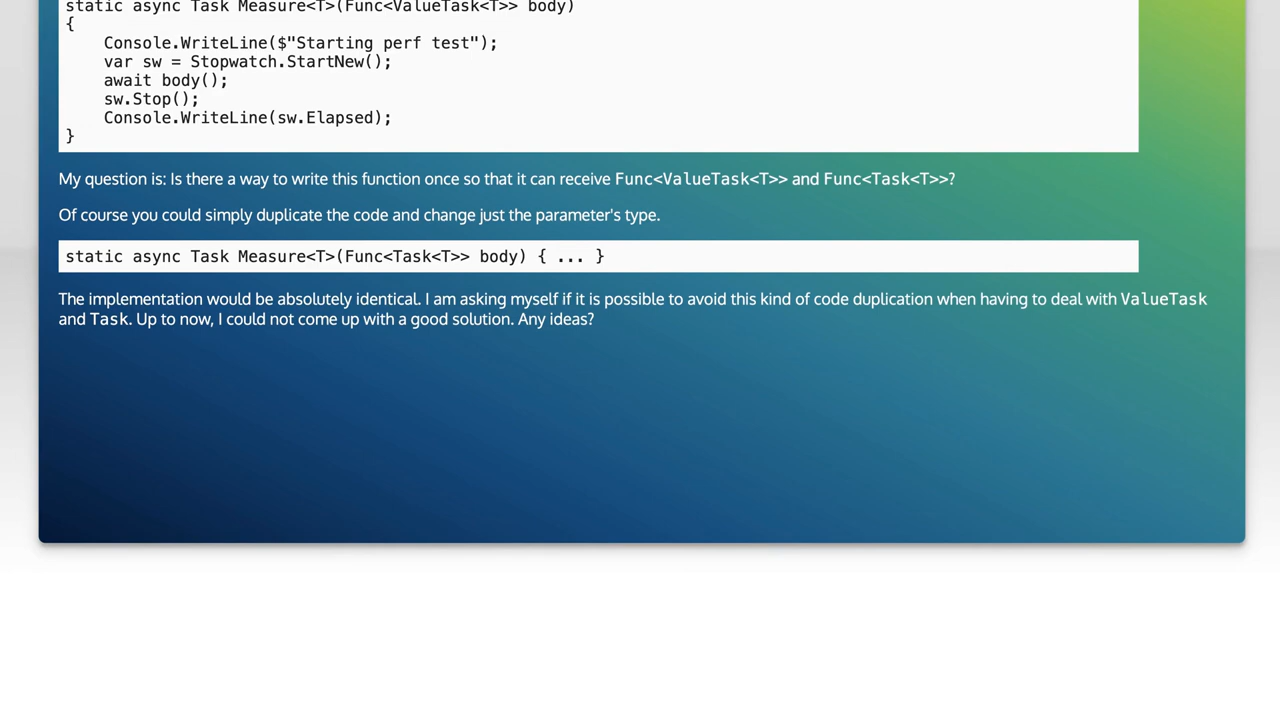 static async Task Measure<T>(Func<ValueTask<T>> body)
{
    Console.WriteLine($"Starting perf test");
    var sw = Stopwatch.StartNew();
    await body();
    sw.Stop();
    Console.WriteLine(sw.Elapsed);
}
My question is: Is there a way to write this function once so that it can receive Func<ValueTask<T>> and Func<Task<T>>?
Of course you could simply duplicate the code and change just the parameter's type.
static async Task Measure<T>(Func<Task<T>> body) { ... }
The implementation would be absolutely identical. I am asking myself if it is possible to avoid this kind of code duplication when having to deal with ValueTask
and Task. Up to now, I could not come up with a good solution. Any ideas?